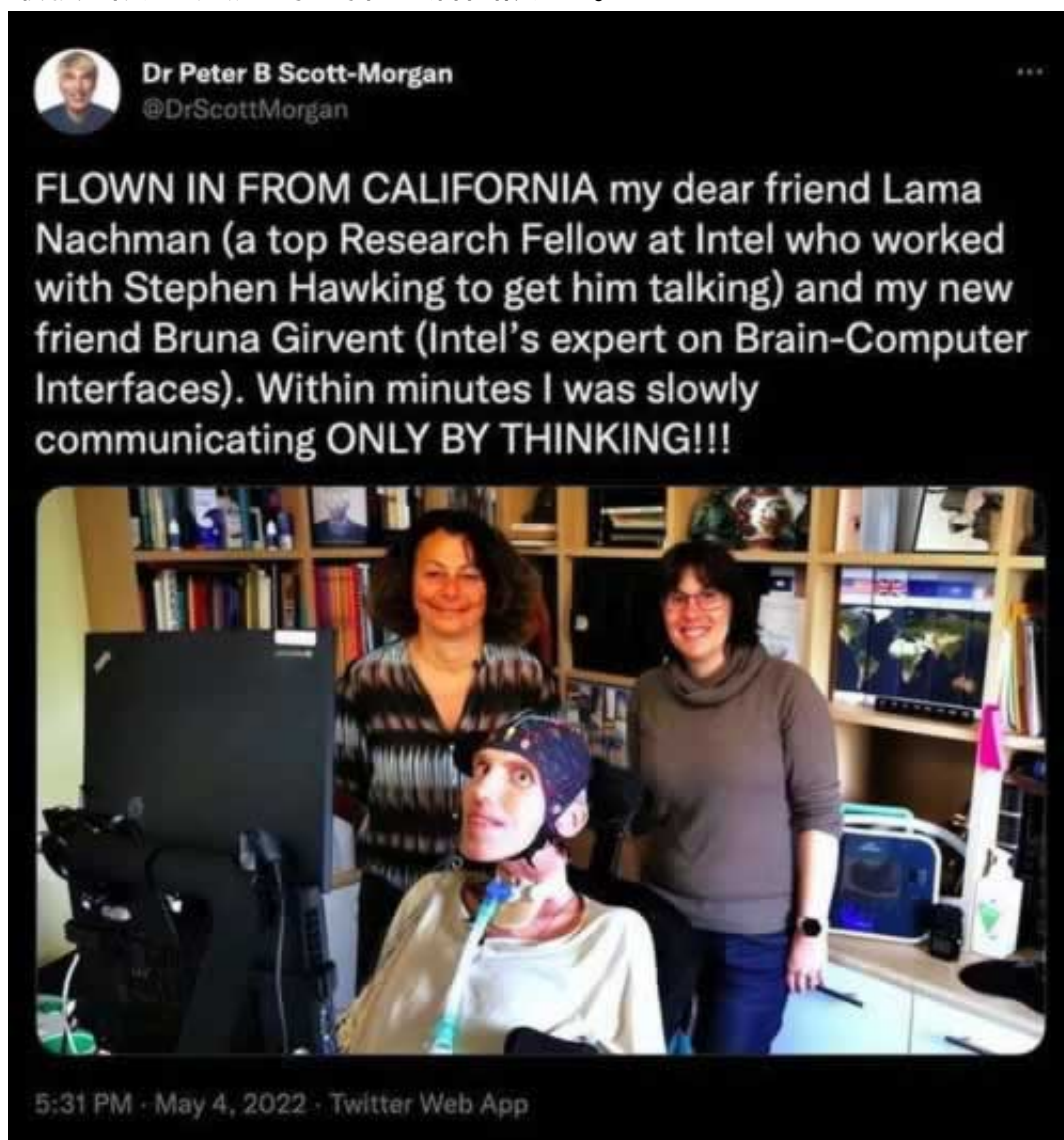 Dr Peter B Scott-Morgan
@DrScottMorgan
FLOWN IN FROM CALIFORNIA my dear friend Lama
Nachman (a top Research Fellow at Intel who worked
with Stephen Hawking to get him talking) and my new
friend Bruna Girvent (Intel’s expert on Brain-Computer
Interfaces). Within minutes I was slowly
communicating ONLY BY THINKING!!!
5:31 PM · May 4, 2022 · Twitter Web App